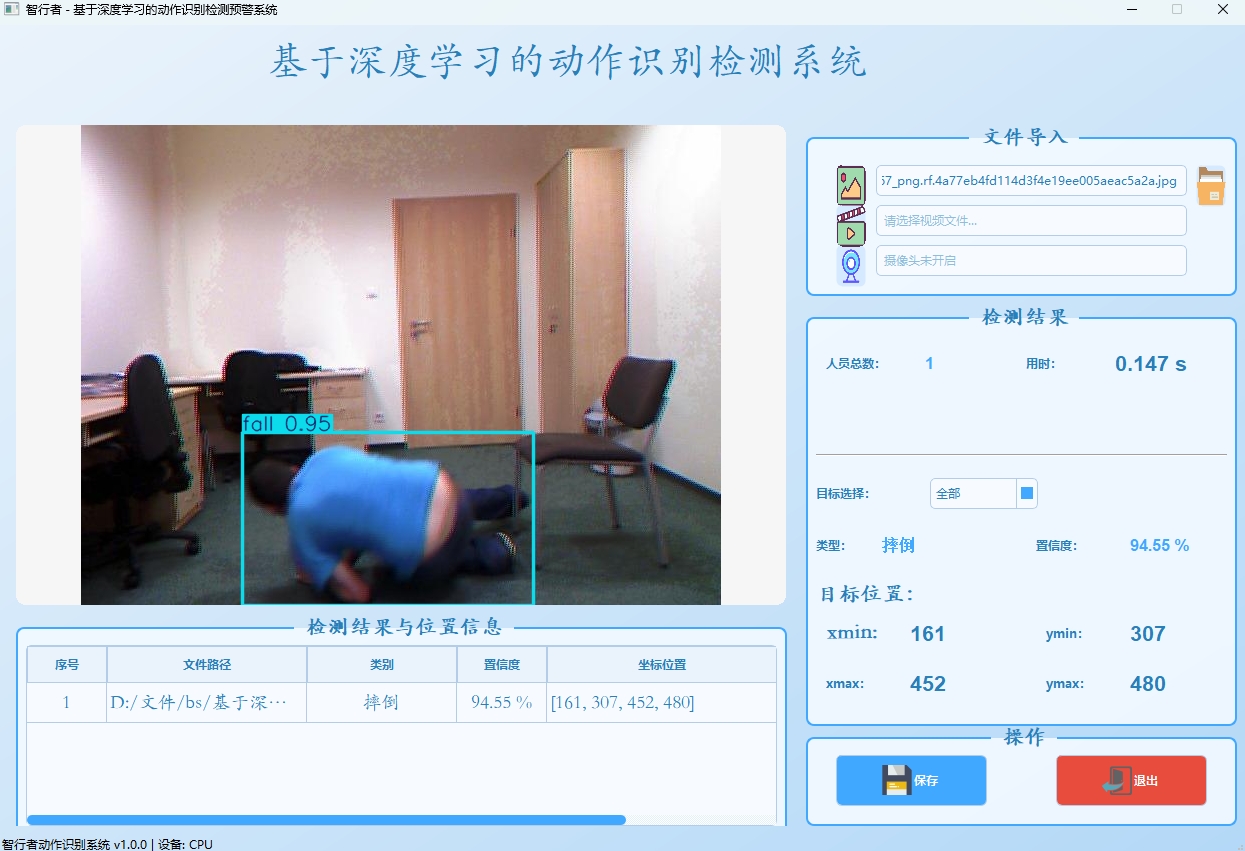 智行者 - 基于深度学习的动作识别检测预警系统
基于深度学习的动作识别检测系统
fall 0.95
检测结果与位置信息
序号 文件路径 类别 置信度 坐标位置
1 D:/文件/bs/基于深… 摔倒 94.55 % [161, 307, 452, 480]
文件导入
57_png.rf.4a77eb4fd114d3f4e19ee005aeac5a2a.jpg
请选择视频文件...
摄像头未开启
检测结果
人员总数: 1 用时: 0.147 s
目标选择: 全部
类型: 摔倒 置信度: 94.55 %
目标位置:
xmin: 161 ymin: 307
xmax: 452 ymax: 480
操作
保存 退出
智行者动作识别系统 v1.0.0 | 设备: CPU